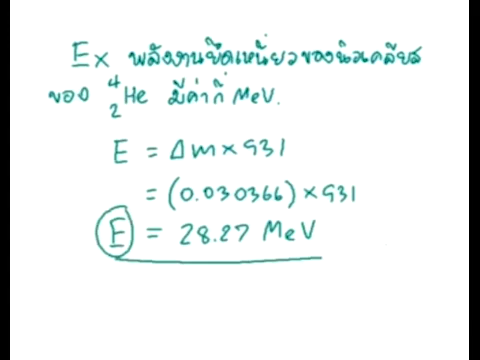 Ex พลังงานยึดเหนี่ยวของนิวเคลียส
ของ ⁴₂He มีค่ากี่ MeV.
E = Δm × 931
= (0.030366) × 931
E = 28.27 MeV